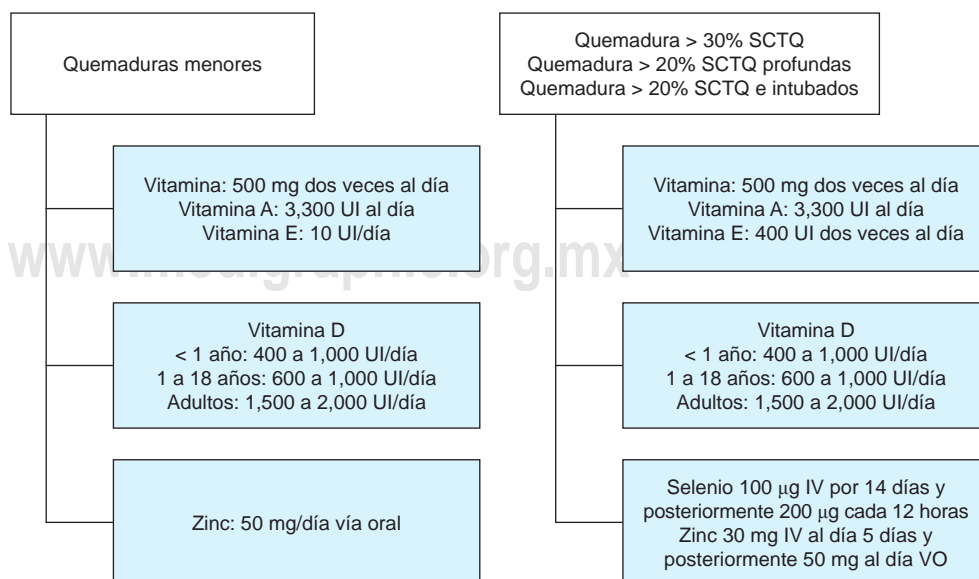 Quemaduras menores
Vitamina: 500 mg dos veces al día
Vitamina A: 3,300 UI al día
Vitamina E: 10 UI/día
Vitamina D
< 1 año: 400 a 1,000 UI/día
1 a 18 años: 600 a 1,000 UI/día
Adultos: 1,500 a 2,000 UI/día
Zinc: 50 mg/día vía oral
Quemadura > 30% SCTQ
Quemadura > 20% SCTQ profundas
Quemadura > 20% SCTQ e intubados
Vitamina: 500 mg dos veces al día
Vitamina A: 3,300 UI al día
Vitamina E: 400 UI dos veces al día
Vitamina D
< 1 año: 400 a 1,000 UI/día
1 a 18 años: 600 a 1,000 UI/día
Adultos: 1,500 a 2,000 UI/día
Selenio 100 μg IV por 14 días y
posteriormente 200 μg cada 12 horas
Zinc 30 mg IV al día 5 días y
posteriormente 50 mg al día VO